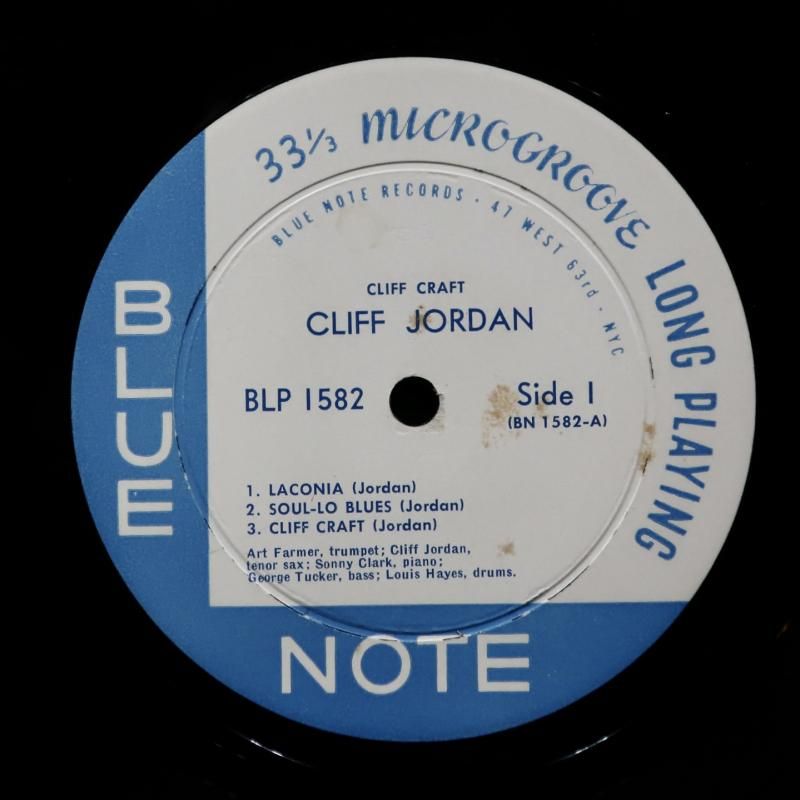 33⅓ MICROGROOVE LONG PLAYING
BLUE NOTE RECORDS · 47 WEST 63rd · NYC
CLIFF CRAFT
CLIFF JORDAN
BLP 1582
Side 1
(BN 1582-A)
1. LACONIA (Jordan)
2. SOUL-LO BLUES (Jordan)
3. CLIFF CRAFT (Jordan)
Art Farmer, trumpet; Cliff Jordan,
tenor sax; Sonny Clark, piano;
George Tucker, bass; Louis Hayes, drums.
BLUE
NOTE